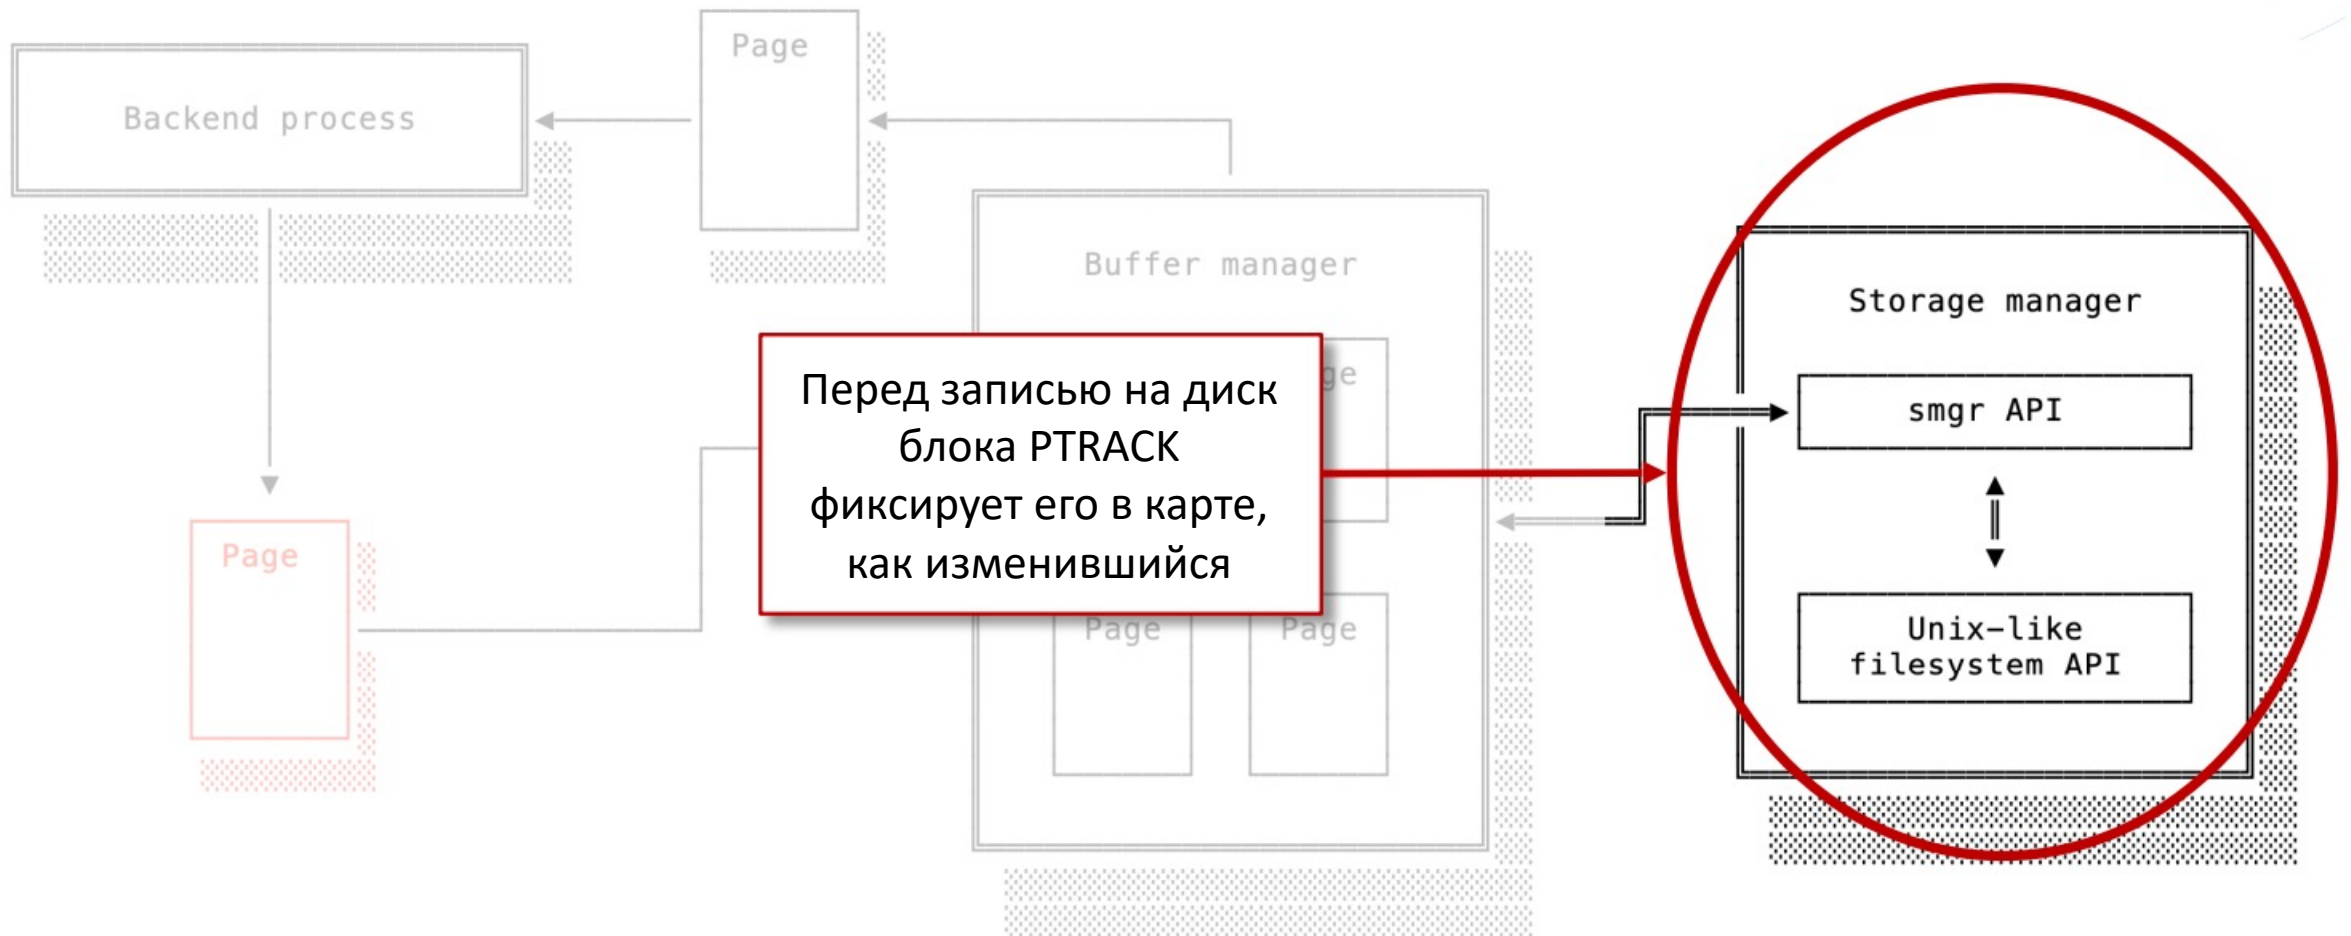 Page
Backend process
Buffer manager
Storage manager
Перед записью на диск
блока PTRACK
фиксирует его в карте,
как изменившийся
smgr API
Page
Page
Page
Unix-like
filesystem API